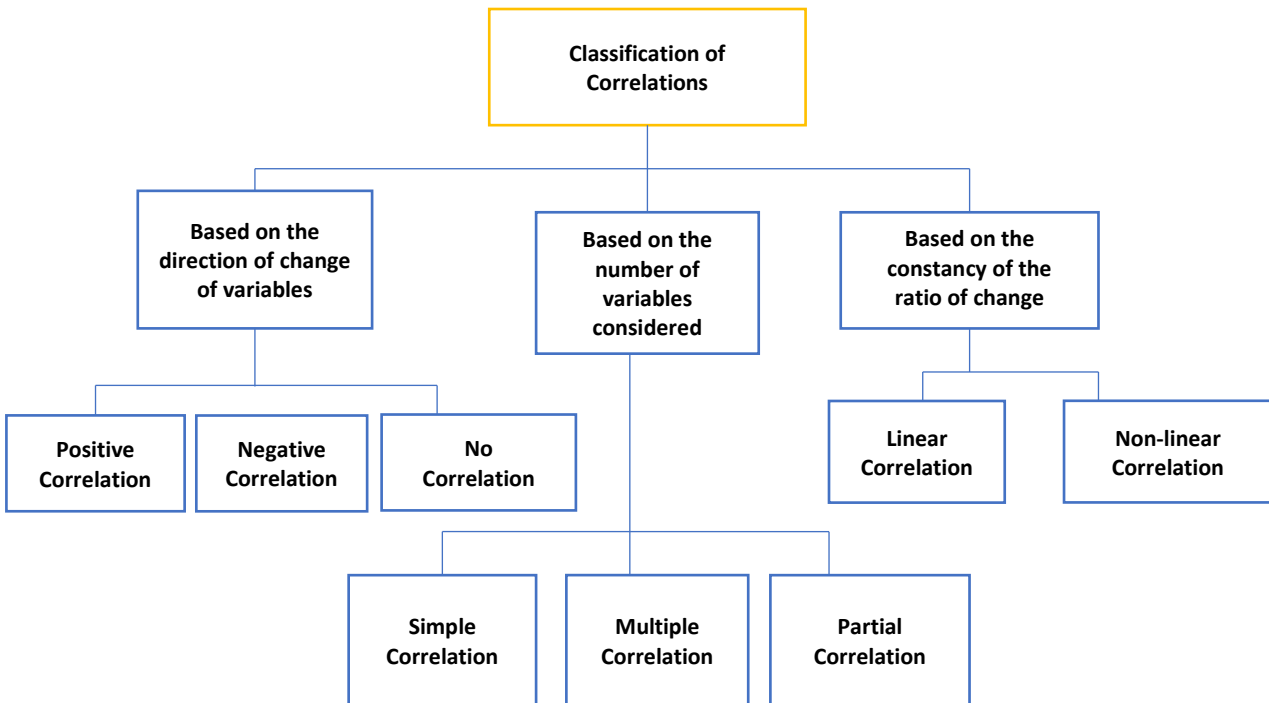 Classification of
Correlations
Based on the
direction of change
of variables
Based on the
number of
variables
considered
Based on the
constancy of the
ratio of change
Positive
Correlation
Negative
Correlation
No
Correlation
Linear
Correlation
Non-linear
Correlation
Simple
Correlation
Multiple
Correlation
Partial
Correlation